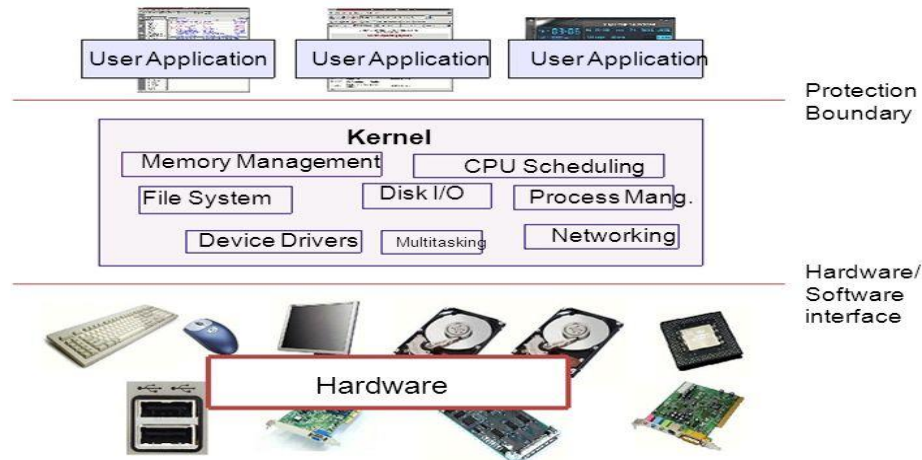 User Application
User Application
User Application
Protection
Boundary
Kernel
Memory Management
CPU Scheduling
File System
Disk I/O
Process Mang.
Device Drivers
Multitasking
Networking
Hardware/
Software
interface
Hardware